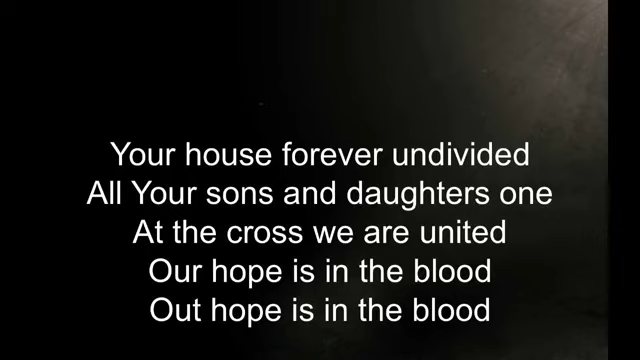 Your house forever undivided
All Your sons and daughters one
At the cross we are united
Our hope is in the blood
Out hope is in the blood